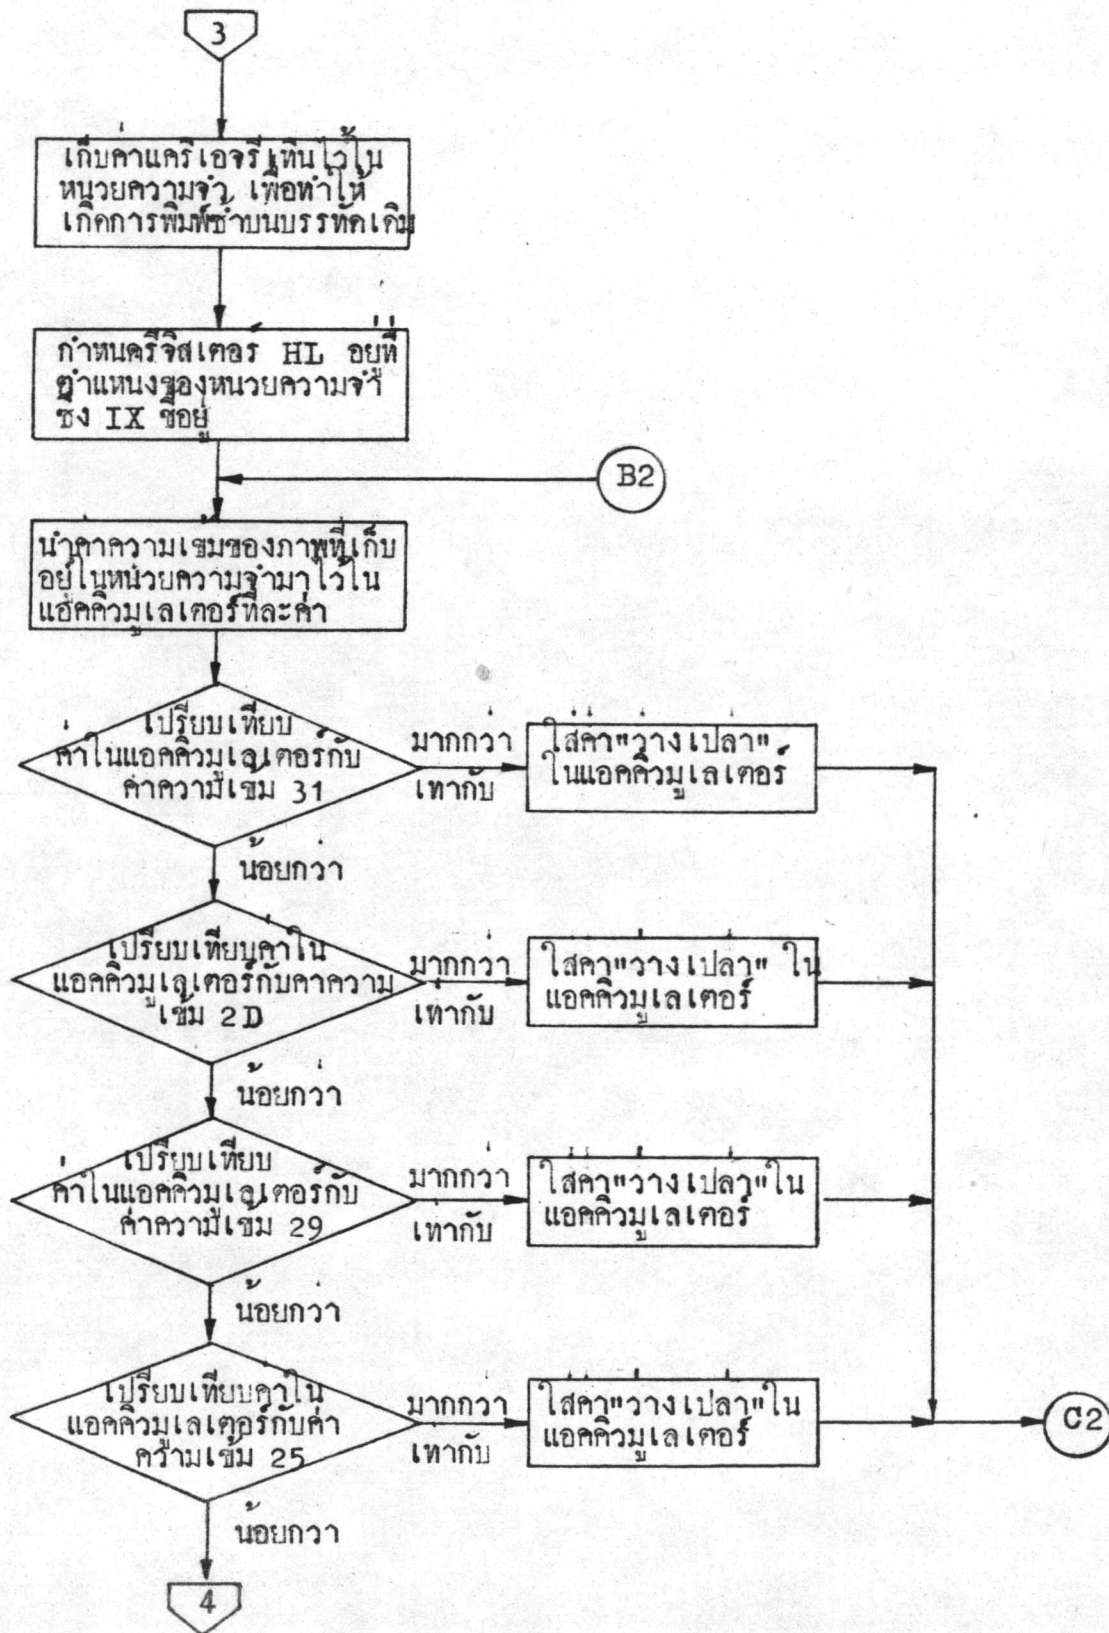 3
เก็บค่าแคริเอจรีเทินไว้ใน
หน่วยความจำ เพื่อทำให้
เกิดการพิมพ์ซ้ำบนบรรทัดเดิม
กำหนดรีจิสเตอร์ HL อยู่ที่
ตำแหน่งของหน่วยความจำ
ซึ่ง IX ชี้อยู่
B2
นำค่าความเข้มของภาพที่เก็บ
อยู่ในหน่วยความจำมาไว้ใน
แอคคิวมูเลเตอร์ทีละค่า
เปรียบเทียบ
ค่าในแอคคิวมูเลเตอร์กับ
ค่าความเข้ม 31
มากกว่า
เท่ากับ
ใส่ค่า"ว่างเปล่า"
ในแอคคิวมูเลเตอร์
น้อยกว่า
เปรียบเทียบค่าใน
แอคคิวมูเลเตอร์กับค่าความ
เข้ม 2D
มากกว่า
เท่ากับ
ใส่ค่า"ว่างเปล่า" ใน
แอคคิวมูเลเตอร์
น้อยกว่า
เปรียบเทียบ
ค่าในแอคคิวมูเลเตอร์กับ
ค่าความเข้ม 29
มากกว่า
เท่ากับ
ใส่ค่า"ว่างเปล่า"ใน
แอคคิวมูเลเตอร์
น้อยกว่า
เปรียบเทียบค่าใน
แอคคิวมูเลเตอร์กับค่า
ความเข้ม 25
มากกว่า
เท่ากับ
ใส่ค่า"ว่างเปล่า"ใน
แอคคิวมูเลเตอร์
C2
น้อยกว่า
4